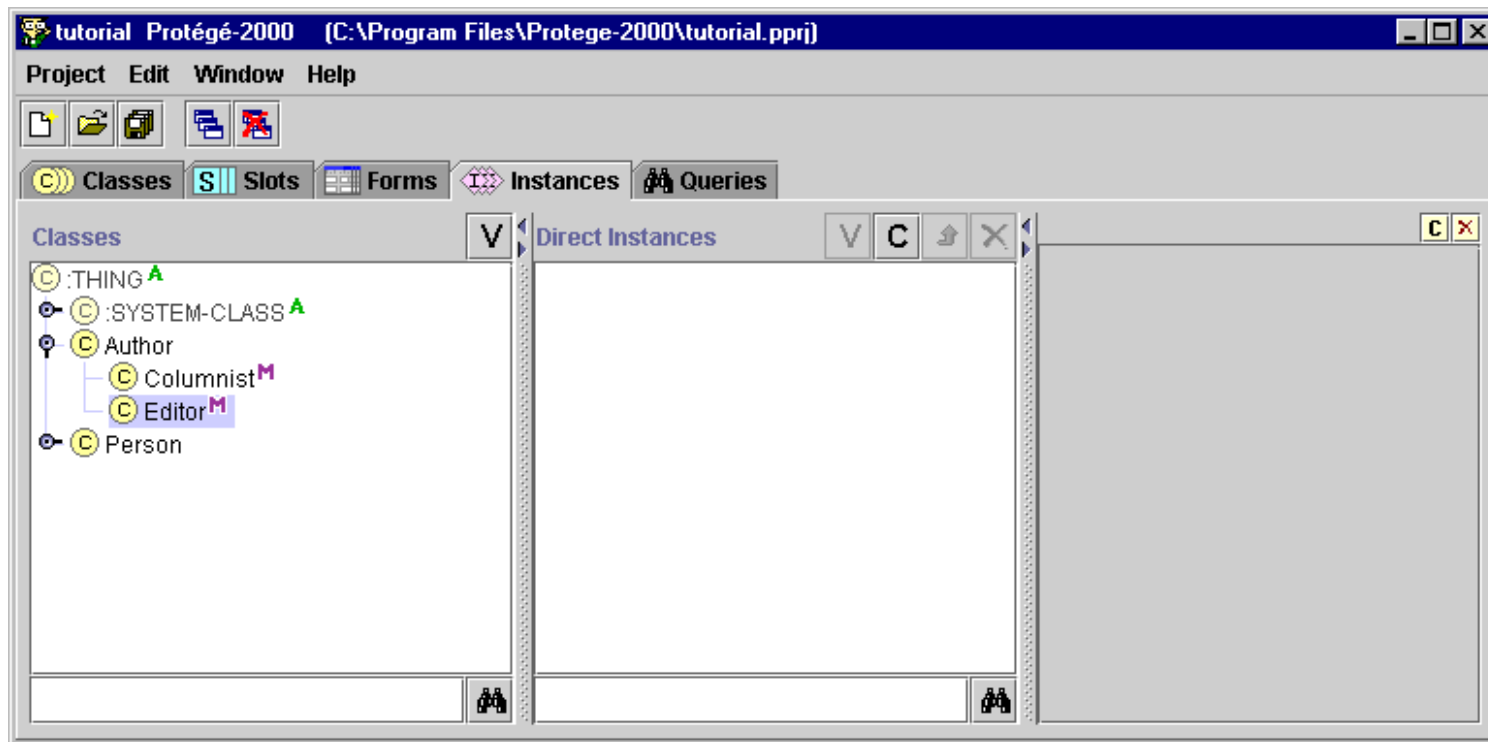 tutorial Protégé-2000 (C:\Program Files\Protege-2000\tutorial.pprj)
Project Edit Window Help
C Classes S Slots Forms I Instances Queries
Classes V Direct Instances V C C
C :THING A
C :SYSTEM-CLASS A
C Author
C Columnist M
C Editor M
C Person